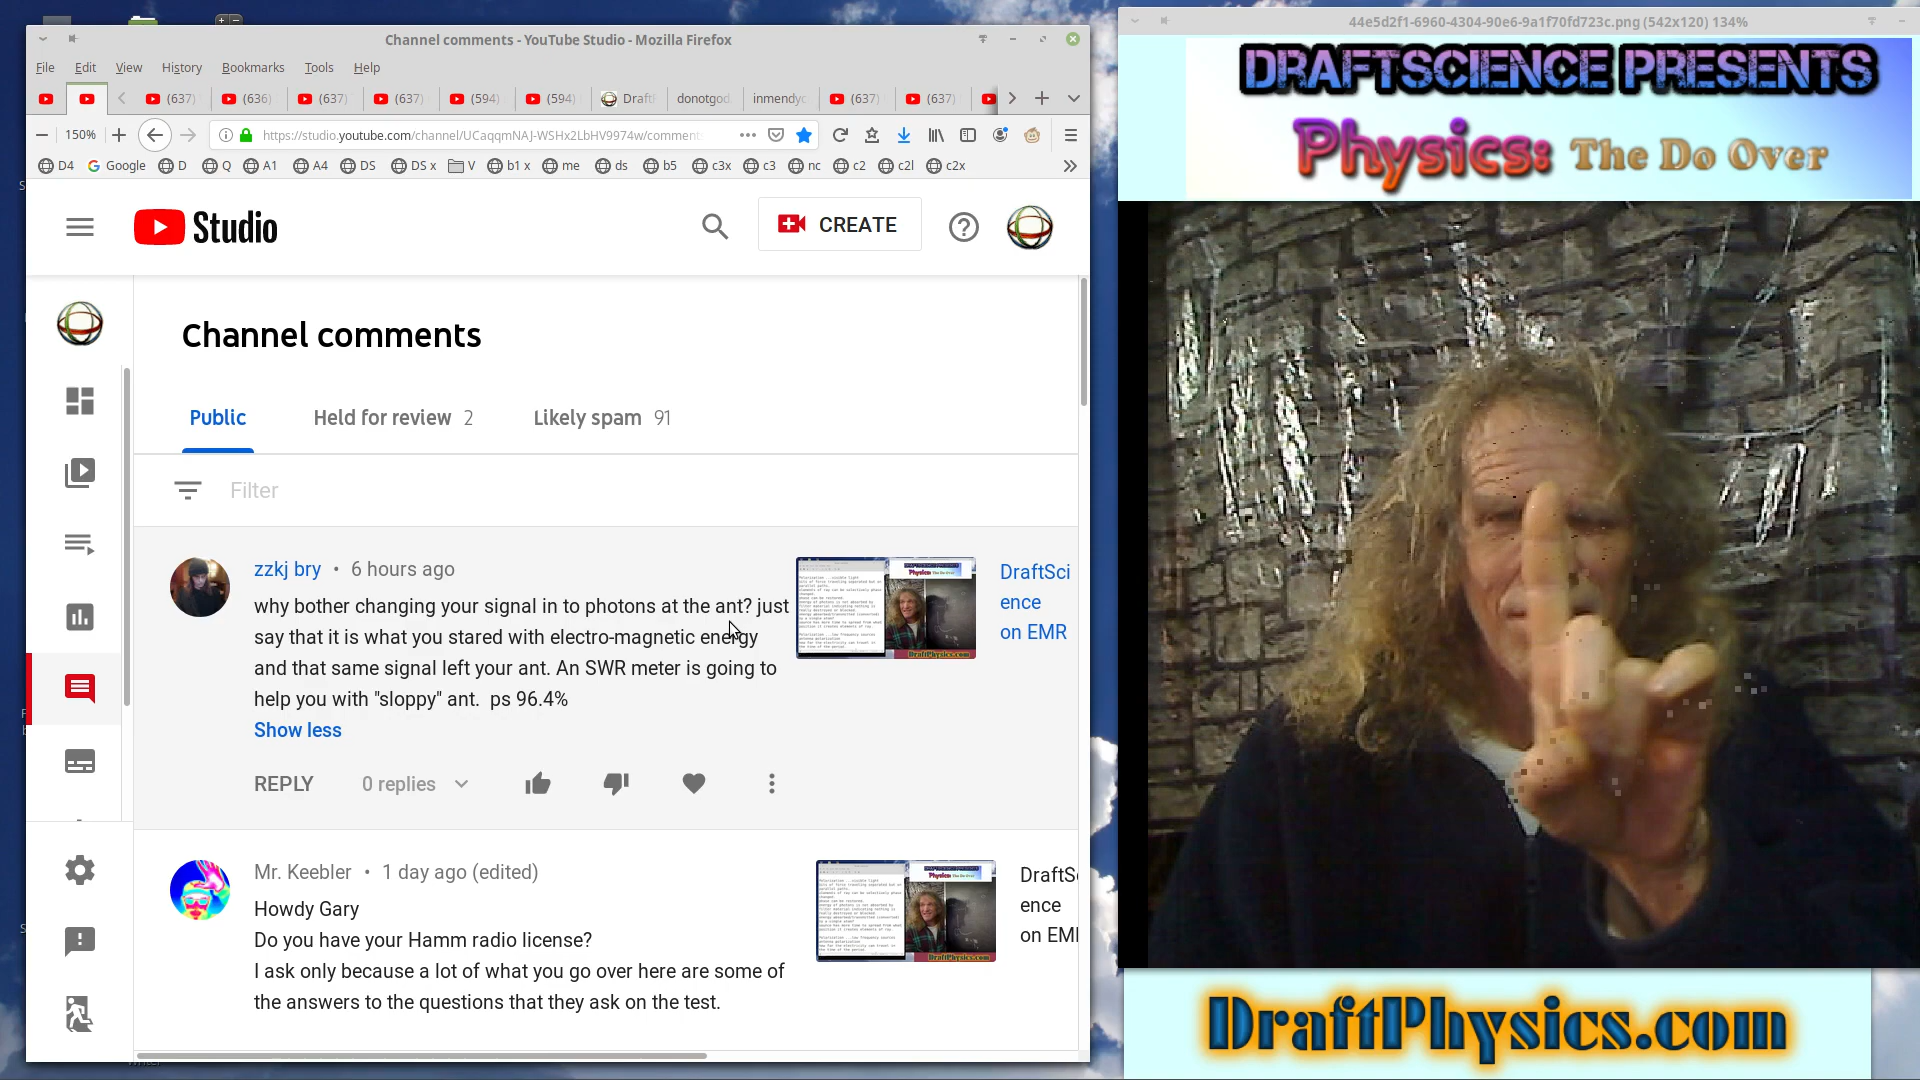 Channel comments - YouTube Studio - Mozilla Firefox
File Edit View History Bookmarks Tools Help
(637) (636) (637) (637) (594) (594) Draft donotgod inmendyc (637) (637)
150% https://studio.youtube.com/channel/UCaqqmNAJ-WSHx2LbHV9974w/comment
D4 Google D Q A1 A4 DS DS x V b1 x me ds b5 c3x c3 nc c2 c2l c2x
Studio CREATE
Channel comments
Public Held for review 2 Likely spam 91
Filter
zzkj bry • 6 hours ago
why bother changing your signal in to photons at the ant? just
say that it is what you stared with electro-magnetic energy
and that same signal left your ant. An SWR meter is going to
help you with "sloppy" ant. ps 96.4%
Show less
REPLY 0 replies
DraftSci
ence
on EMR
Mr. Keebler • 1 day ago (edited)
Howdy Gary
Do you have your Hamm radio license?
I ask only because a lot of what you go over here are some of
the answers to the questions that they ask on the test.
DraftSc
ence
on EMI
44e5d2f1-6960-4304-90e6-9a1f70fd723c.png (542x120) 134%
DRAFTSCIENCE PRESENTS
Physics: The Do Over
DraftPhysics.com